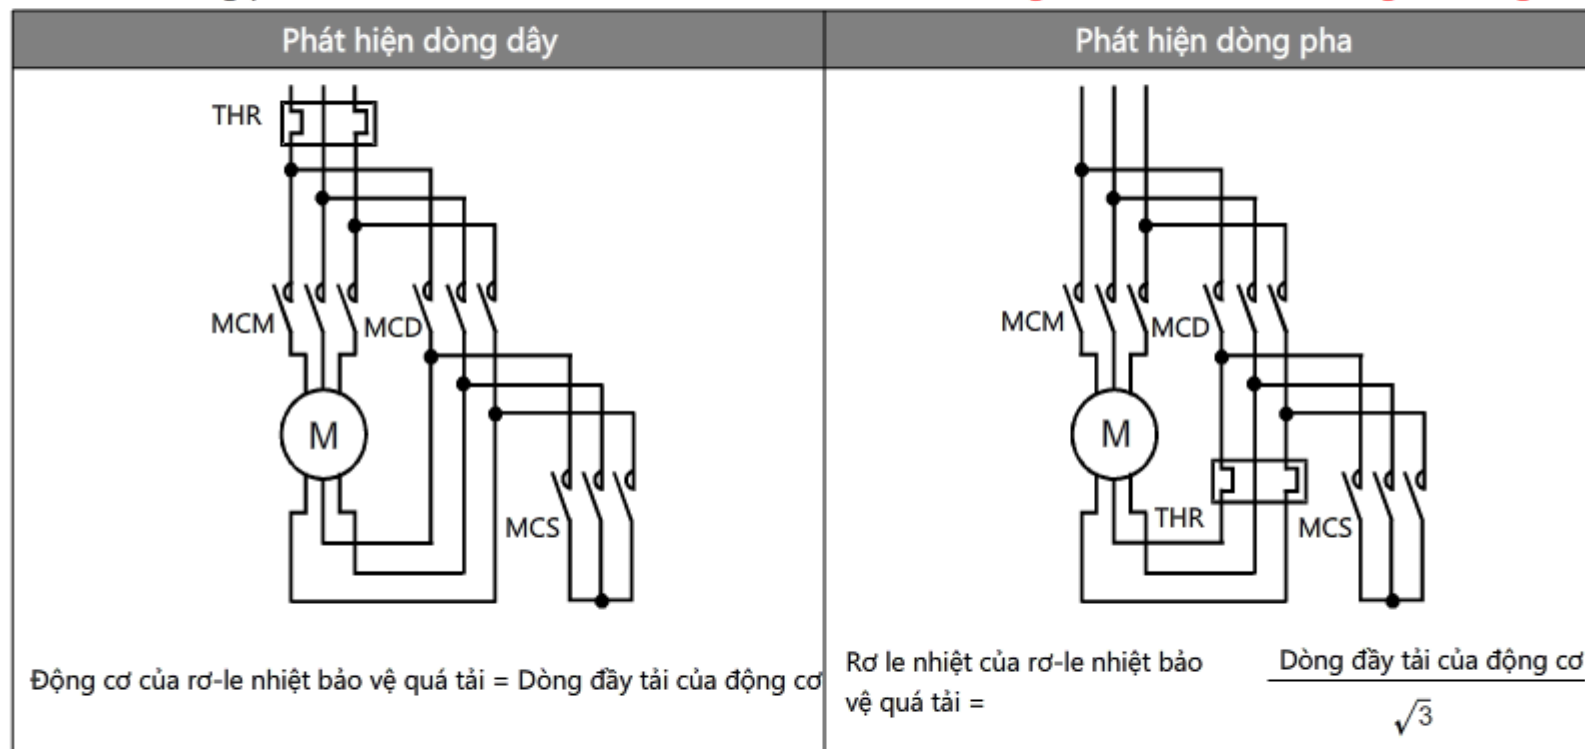 Phát hiện dòng dây
Phát hiện dòng pha
THR
MCM
MCD
M
MCS
Động cơ của rơ-le nhiệt bảo vệ quá tải = Dòng đầy tải của động cơ
MCM
MCD
M
THR
MCS
Rơ le nhiệt của rơ-le nhiệt bảo
vệ quá tải =
Dòng đầy tải của động cơ
√3